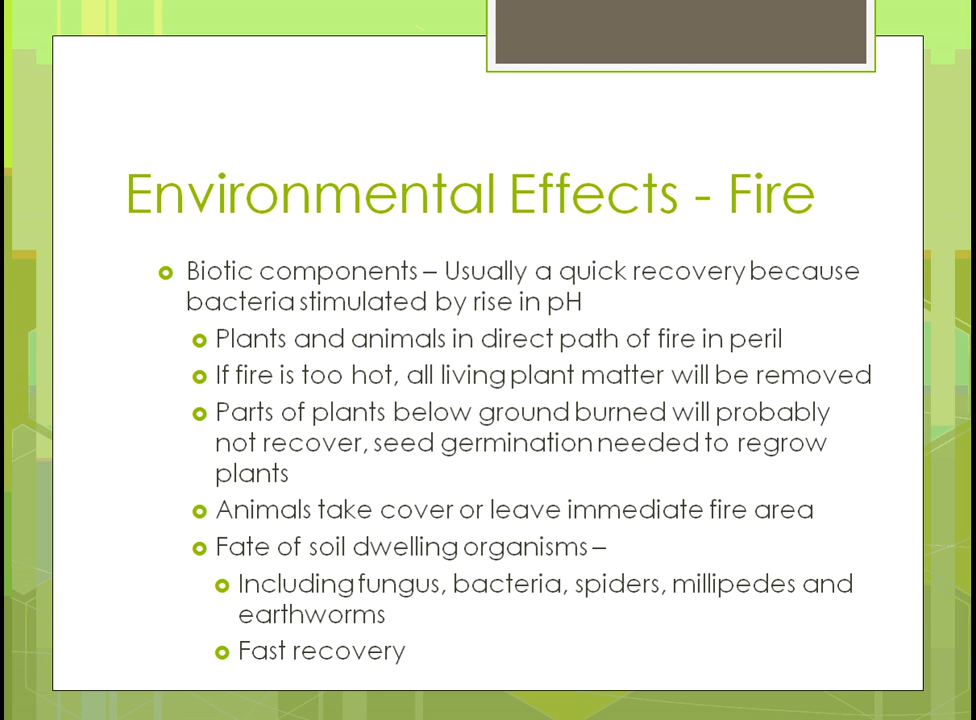 Environmental Effects - Fire
Biotic components – Usually a quick recovery because
bacteria stimulated by rise in pH
Plants and animals in direct path of fire in peril
If fire is too hot, all living plant matter will be removed
Parts of plants below ground burned will probably
not recover, seed germination needed to regrow
plants
Animals take cover or leave immediate fire area
Fate of soil dwelling organisms –
Including fungus, bacteria, spiders, millipedes and
earthworms
Fast recovery